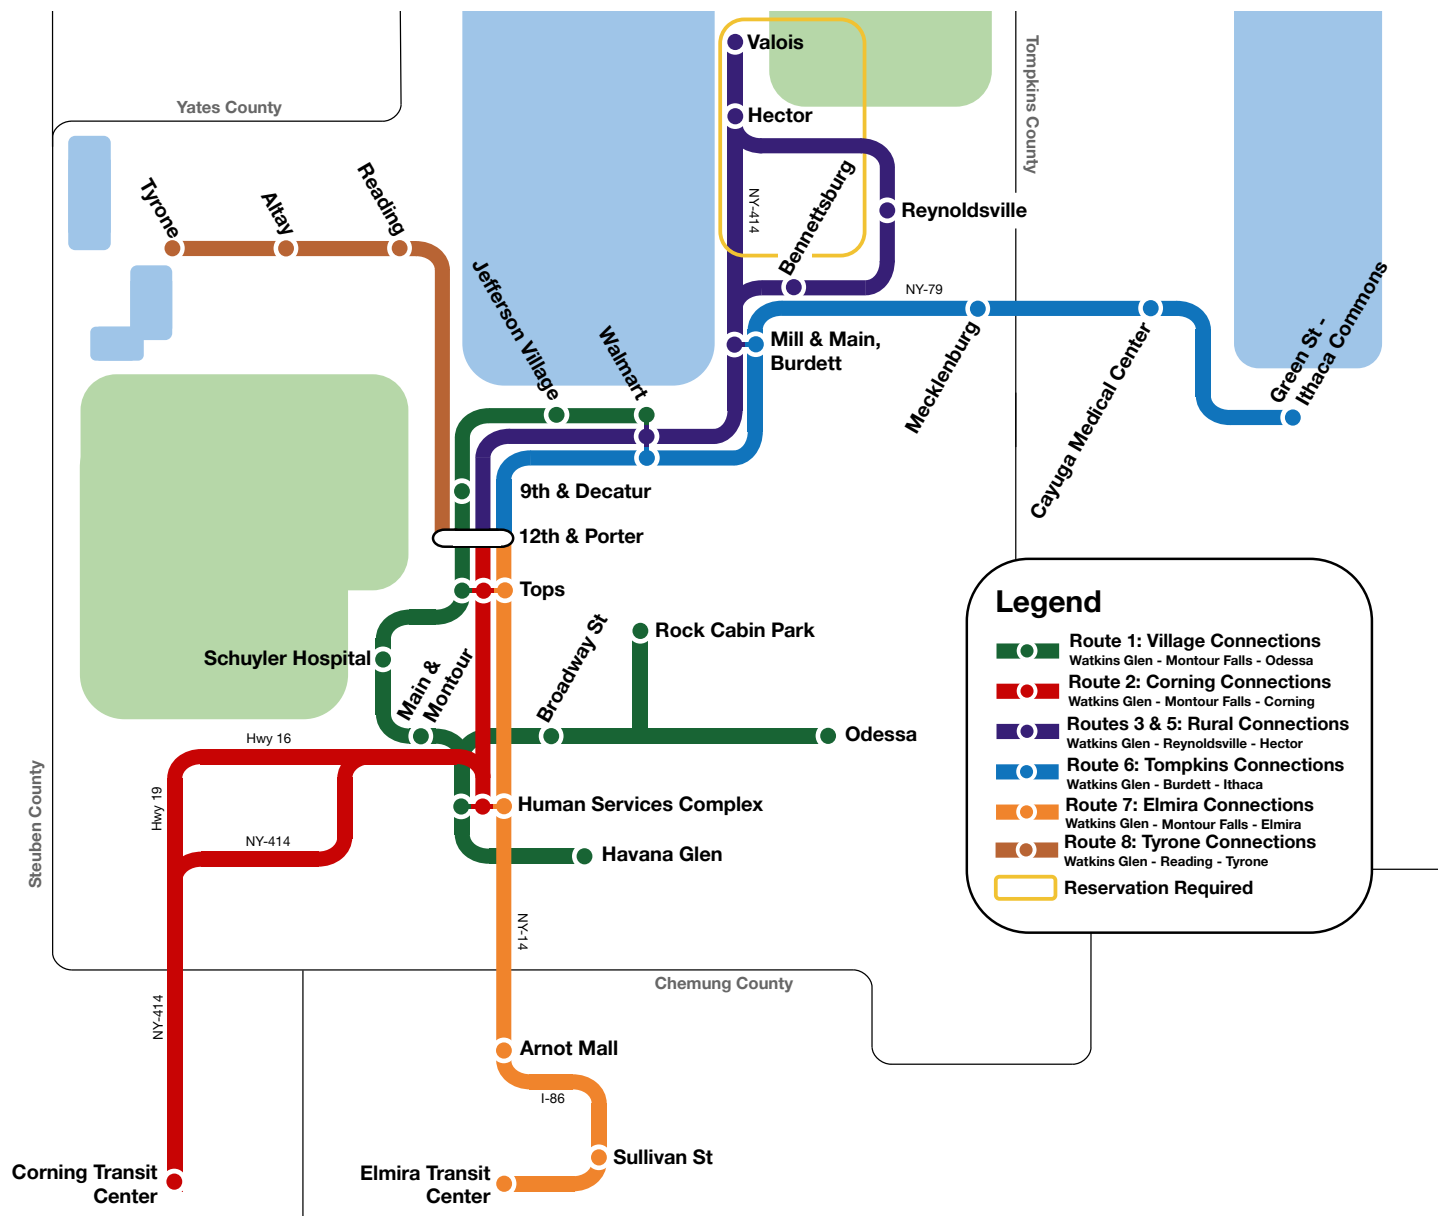 Valois
Tompkins County
Yates County
Hector
Tyrone
Altay
Reading
NY-414
Bennettsburg
Reynoldsville
Jefferson Village
Walmart
NY-79
Mill & Main,
Burdett
Mecklenburg
Cayuga Medical Center
Green St -
Ithaca Commons
9th & Decatur
12th & Porter
Tops
Schuyler Hospital
Main &
Montour
Broadway St
Rock Cabin Park
Odessa
Hwy 16
Steuben County
Hwy 19
NY-414
Human Services Complex
Havana Glen
NY-14
Chemung County
NY-414
Arnot Mall
I-86
Sullivan St
Corning Transit
Center
Elmira Transit
Center
Legend
Route 1: Village Connections
Watkins Glen - Montour Falls - Odessa
Route 2: Corning Connections
Watkins Glen - Montour Falls - Corning
Routes 3 & 5: Rural Connections
Watkins Glen - Reynoldsville - Hector
Route 6: Tompkins Connections
Watkins Glen - Burdett - Ithaca
Route 7: Elmira Connections
Watkins Glen - Montour Falls - Elmira
Route 8: Tyrone Connections
Watkins Glen - Reading - Tyrone
Reservation Required